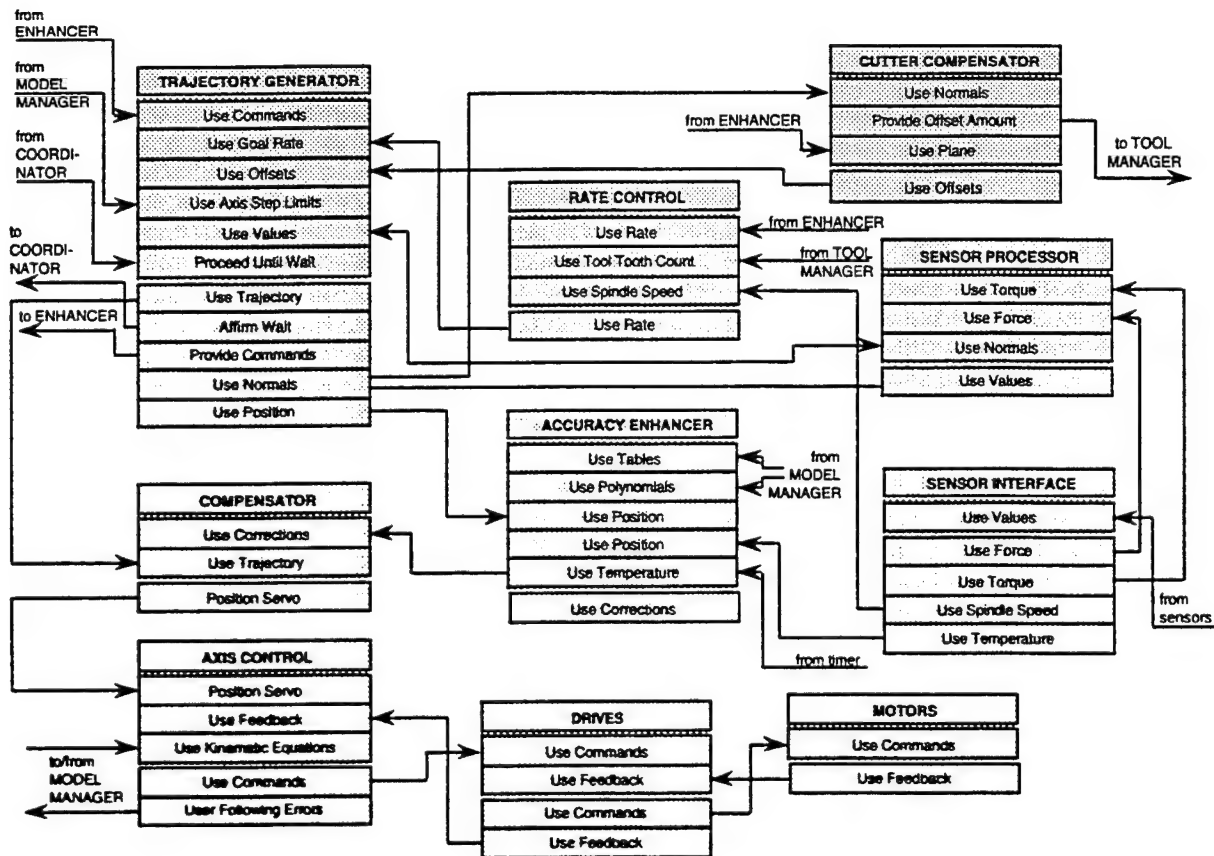 from
ENHANCER
from
MODEL
MANAGER
from
COORDI-
NATOR
to
COORDI-
NATOR
to ENHANCER
TRAJECTORY GENERATOR
Use Commands
Use Goal Rate
Use Offsets
Use Axis Step Limits
Use Values
Proceed Until Wait
Use Trajectory
Affirm Wait
Provide Commands
Use Normals
Use Position
CUTTER COMPENSATOR
Use Normals
Provide Offset Amount
Use Plane
Use Offsets
from ENHANCER
to TOOL
MANAGER
RATE CONTROL
Use Rate
Use Tool Tooth Count
Use Spindle Speed
Use Rate
from ENHANCER
from TOOL
MANAGER
SENSOR PROCESSOR
Use Torque
Use Force
Use Normals
Use Values
ACCURACY ENHANCER
Use Tables
Use Polynomials
Use Position
Use Position
Use Temperature
Use Corrections
from
MODEL
MANAGER
from timer
SENSOR INTERFACE
Use Values
Use Force
Use Torque
Use Spindle Speed
Use Temperature
from
sensors
COMPENSATOR
Use Corrections
Use Trajectory
Position Servo
AXIS CONTROL
Position Servo
Use Feedback
Use Kinamatic Equations
Use Commands
User Following Errors
to/from
MODEL
MANAGER
DRIVES
Use Commands
Use Feedback
Use Commands
Use Feedback
MOTORS
Use Commands
Use Feedback